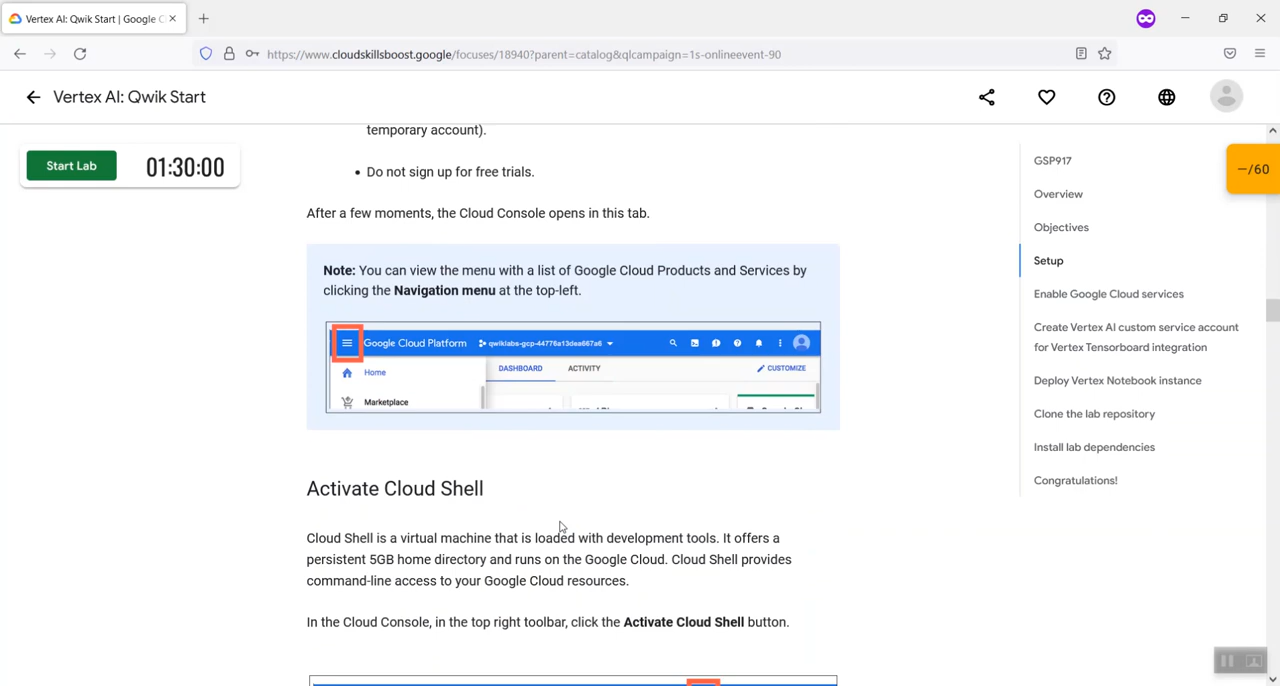 Vertex AI: Qwik Start | Google C
https://www.cloudskillsboost.google/focuses/18940?parent=catalog&qlcampaign=1s-onlineevent-90
Vertex AI: Qwik Start
Start Lab
01:30:00
temporary account).
• Do not sign up for free trials.
After a few moments, the Cloud Console opens in this tab.
Note: You can view the menu with a list of Google Cloud Products and Services by
clicking the Navigation menu at the top-left.
Google Cloud Platform
qwiklabs-gcp-44776a13dea667a6
Home
DASHBOARD
ACTIVITY
CUSTOMIZE
Marketplace
Activate Cloud Shell
Cloud Shell is a virtual machine that is loaded with development tools. It offers a
persistent 5GB home directory and runs on the Google Cloud. Cloud Shell provides
command-line access to your Google Cloud resources.
In the Cloud Console, in the top right toolbar, click the Activate Cloud Shell button.
GSP917
Overview
Objectives
Setup
Enable Google Cloud services
Create Vertex AI custom service account
for Vertex Tensorboard integration
Deploy Vertex Notebook instance
Clone the lab repository
Install lab dependencies
Congratulations!
—/60